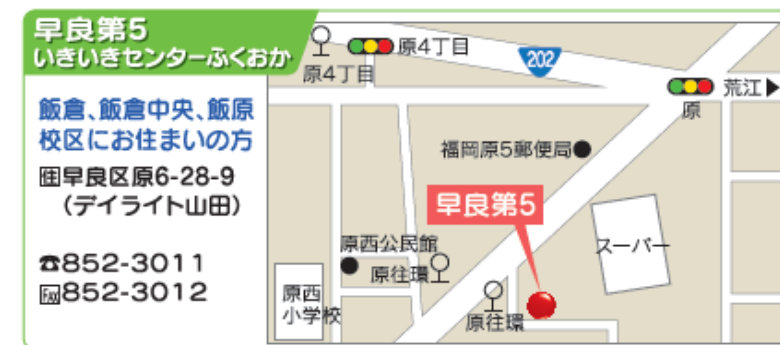 早良第5
いきいきセンターふくおか
飯倉、飯倉中央、飯原
校区にお住まいの方
住早良区原6-28-9
（デイライト山田）
☎852-3011
FAX852-3012
原4丁目
原4丁目
202
荒江▶
原
福岡原5郵便局
早良第5
スーパー
原西公民館
原往環
原西
小学校
原往環